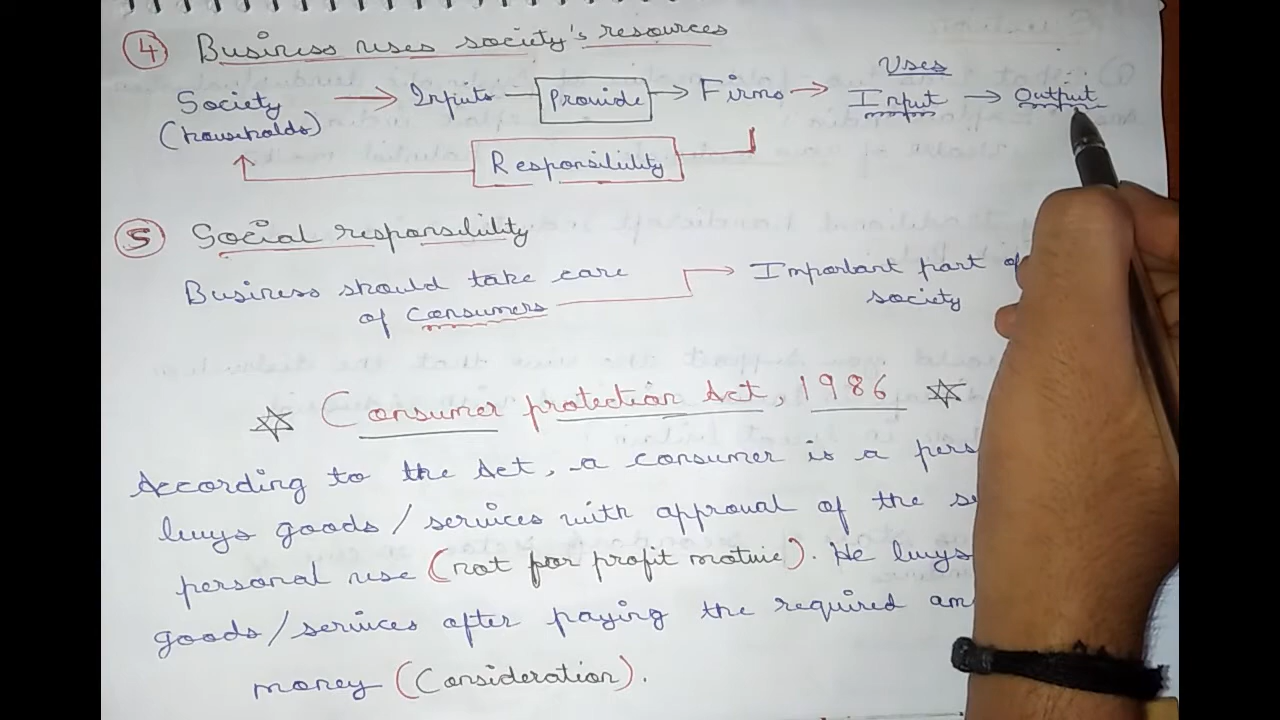 4 Business uses society's resources
Society → Inputs — Provide → Firms → Uses Input → Output
(households)
Responsibility
5 Social responsibility
Business should take care
of consumers
→ Important part of
society
☆ Consumer protection Act, 1986 ☆
According to the Act, a consumer is a
buys goods/services with approval of the
personal use (not for profit motive). He buys
goods/services after paying the required
money (Consideration).